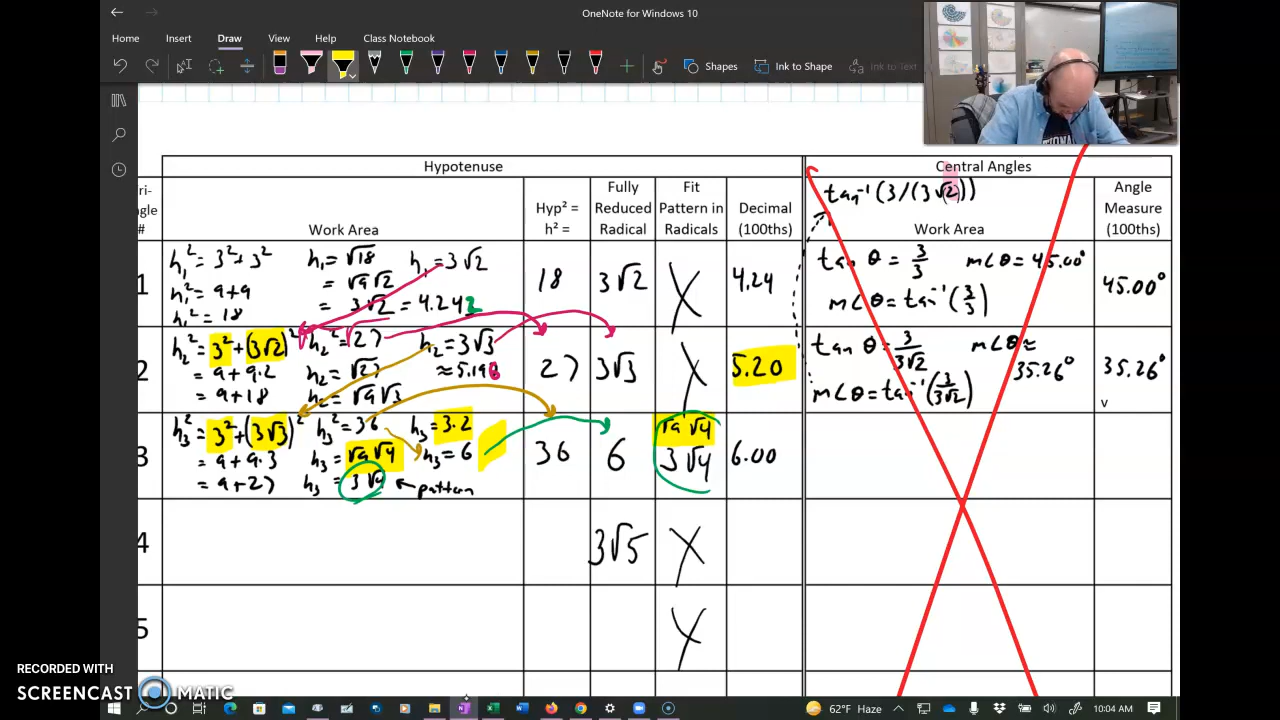 OneNote for Windows 10
Home Insert Draw View Help Class Notebook
Shapes Ink to Shape Ink to Text
Hypotenuse Central Angles
Tri-
angle
#
Work Area
Hyp² =
h² =
Fully
Reduced
Radical
Fit
Pattern in
Radicals
Decimal
(100ths)
tan⁻¹(3/(3√2))
Work Area
Angle
Measure
(100ths)
1
h₁² = 3² + 3²
h₁² = 9 + 9
h₁² = 18
h₁ = √18
= √9 √2
= 3√2 = 4.242
h₁ = 3√2
18
3√2
X
4.24
tan θ = 3/3
m∠θ = tan⁻¹(3/3)
m∠θ = 45.00°
45.00°
2
h₂² = 3² + (3√2)²
= 9 + 9·2
= 9 + 18
h₂² = 27
h₂ = √27
h₂ = √9 √3
h₂ = 3√3
≈ 5.196
27
3√3
X
5.20
tan θ = 3/3√2
m∠θ = tan⁻¹(3/3√2)
m∠θ ≈
35.26°
35.26°
v
3
h₃² = 3² + (3√3)²
= 9 + 9·3
= 9 + 27
h₃² = 36
h₃ = √9 √4
h₃ = 3√4 ← pattern
h₃ = 3·2
h₃ = 6
36
6
√9 √4
3√4
6.00
4
3√5
X
5
X
RECORDED WITH
SCREENCAST MATIC
62°F Haze
10:04 AM